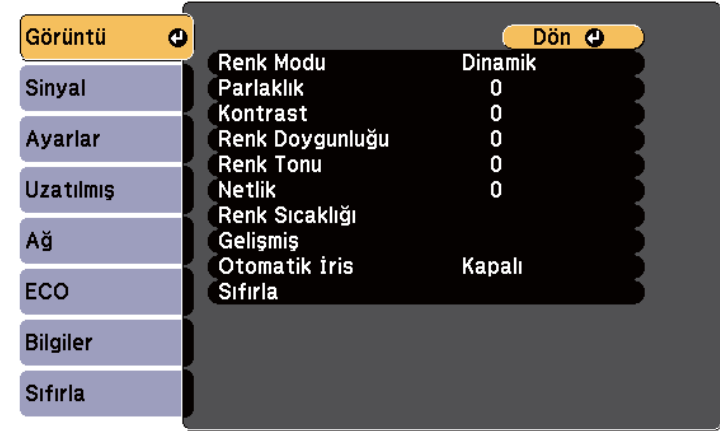 Görüntü
Sinyal
Ayarlar
Uzatılmış
Ağ
ECO
Bilgiler
Sıfırla
Dön
Renk Modu Dinamik
Parlaklık 0
Kontrast 0
Renk Doygunluğu 0
Renk Tonu 0
Netlik 0
Renk Sıcaklığı
Gelişmiş
Otomatik İris Kapalı
Sıfırla